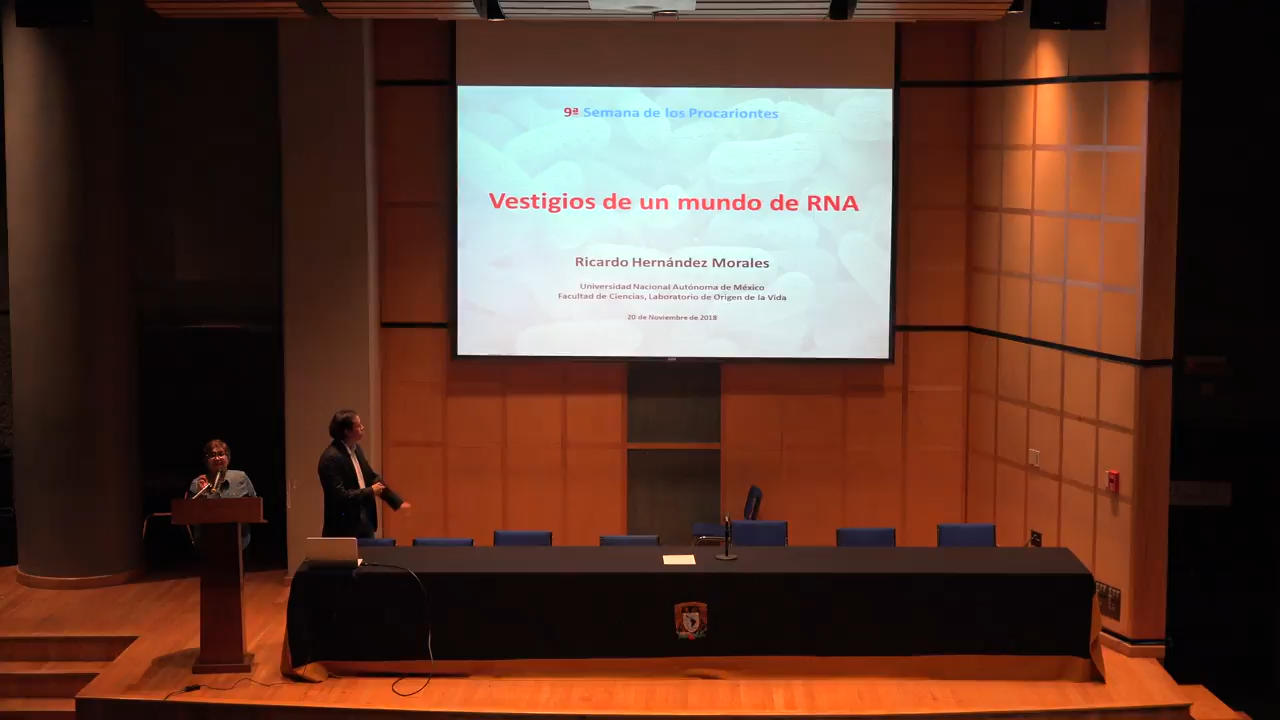 9ª Semana de los Procariontes
Vestigios de un mundo de RNA
Ricardo Hernández Morales
Universidad Nacional Autónoma de México
Facultad de Ciencias, Laboratorio de Origen de la Vida
20 de Noviembre de 2018